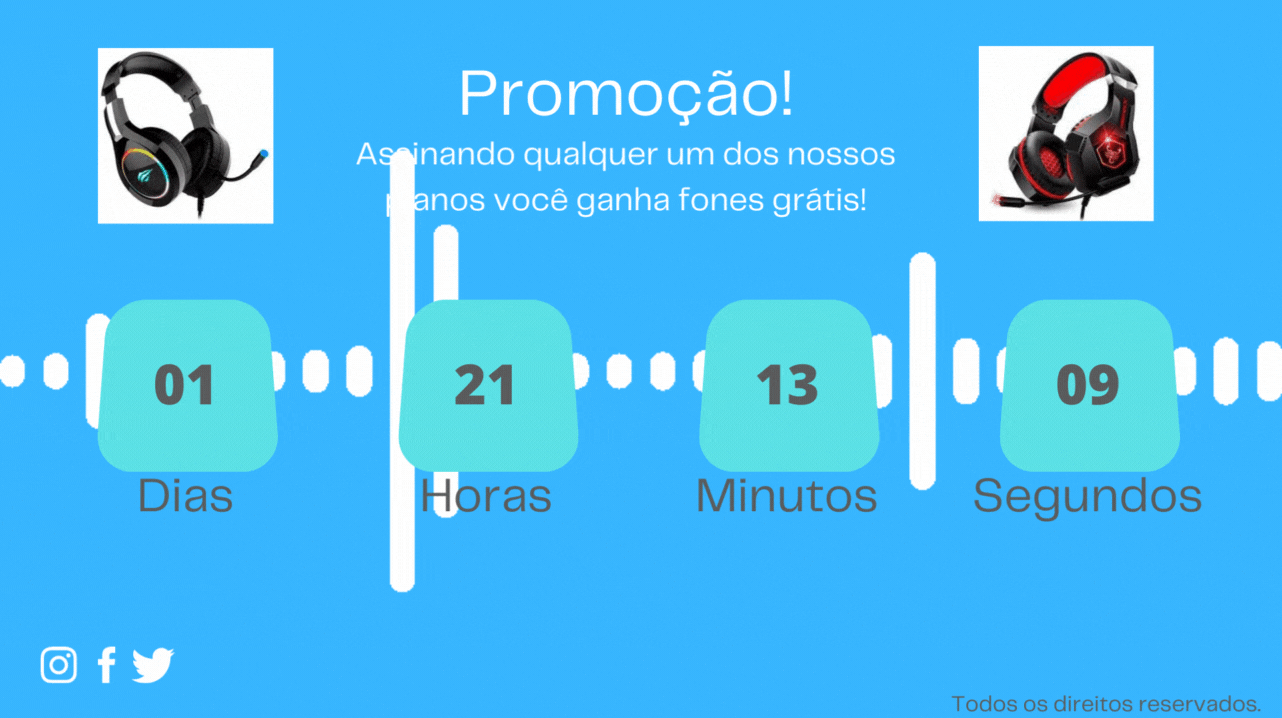 Promoção!
Assinando qualquer um dos nossos
planos você ganha fones grátis!
01
21
13
09
Dias
Horas
Minutos
Segundos
Todos os direitos reservados.